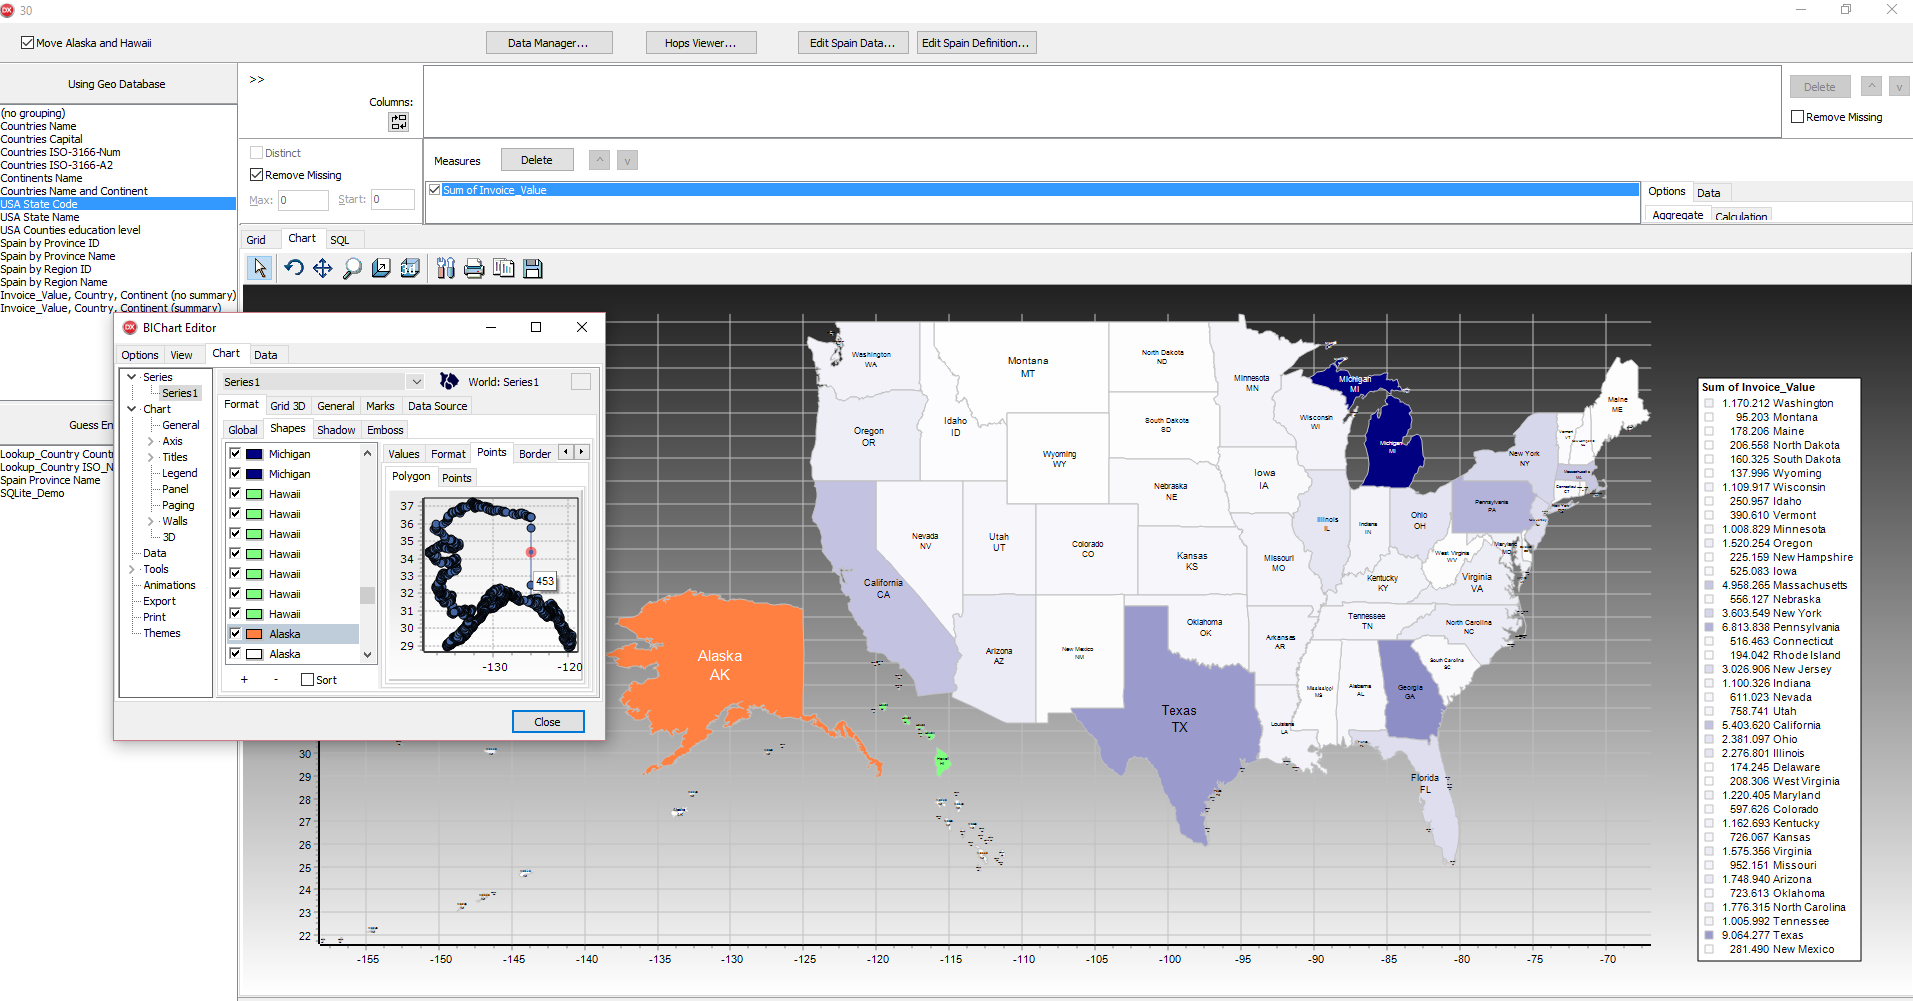 30
Move Alaska and Hawaii
Data Manager...
Hops Viewer...
Edit Spain Data...
Edit Spain Definition...
Using Geo Database
(no grouping)
Countries Name
Countries Capital
Countries ISO-3166-Num
Countries ISO-3166-A2
Continents Name
Countries Name and Continent
USA State Code
USA State Name
USA Counties education level
Spain by Province ID
Spain by Province Name
Spain by Region ID
Spain by Region Name
Invoice_Value, Country, Continent (no summary)
Invoice_Value, Country, Continent (summary)
Guess En
Lookup_Country Count
Lookup_Country ISO_N
Spain Province Name
SQLite_Demo
>>
Columns:
Delete
^
v
Remove Missing
Distinct
Remove Missing
Max: 0
Start: 0
Measures
Delete
^
v
Sum of Invoice_Value
Options
Data
Aggregate
Calculation
Grid
Chart
SQL
3D
BIChart Editor
Options
View
Chart
Data
Series
Series1
Chart
General
Axis
Titles
Legend
Panel
Paging
Walls
3D
Data
Tools
Animations
Export
Print
Themes
Series1
World: Series1
Format
Grid 3D
General
Marks
Data Source
Global
Shapes
Shadow
Emboss
Michigan
Michigan
Hawaii
Hawaii
Hawaii
Hawaii
Hawaii
Hawaii
Hawaii
Alaska
Alaska
+
-
Sort
Values
Format
Points
Border
Polygon
Points
37
36
35
34
33
32
31
30
29
453
-130
-120
Close
Washington
WA
Montana
MT
North Dakota
ND
Minnesota
MN
Michigan
MI
Maine
ME
Oregon
OR
Idaho
ID
South Dakota
SD
Wisconsin
WI
Michigan
MI
Wyoming
WY
New York
NY
Iowa
IA
Nebraska
NE
Pennsylvania
PA
Illinois
IL
Indiana
IN
Ohio
OH
Nevada
NV
Utah
UT
Colorado
CO
Kansas
KS
Missouri
MO
West Virginia
WV
Maryland
MD
Kentucky
KY
Virginia
VA
California
CA
Oklahoma
OK
Tennessee
TN
North Carolina
NC
Arizona
AZ
New Mexico
NM
Arkansas
AR
South Carolina
SC
Alaska
AK
Texas
TX
Mississippi
MS
Alabama
AL
Georgia
GA
Louisiana
LA
Florida
FL
30
29
28
27
26
25
24
23
22
-155
-150
-145
-140
-135
-130
-125
-120
-115
-110
-105
-100
-95
-90
-85
-80
-75
-70
Sum of Invoice_Value
1.170.212 Washington
95.203 Montana
178.206 Maine
206.558 North Dakota
160.325 South Dakota
137.996 Wyoming
1.109.917 Wisconsin
250.957 Idaho
390.610 Vermont
1.008.829 Minnesota
1.520.254 Oregon
225.159 New Hampshire
525.083 Iowa
4.958.265 Massachusetts
556.127 Nebraska
3.603.549 New York
6.813.838 Pennsylvania
516.463 Connecticut
194.042 Rhode Island
3.026.906 New Jersey
1.100.326 Indiana
611.023 Nevada
758.741 Utah
5.403.620 California
2.381.097 Ohio
2.276.801 Illinois
174.245 Delaware
208.306 West Virginia
1.220.405 Maryland
597.626 Colorado
1.162.693 Kentucky
726.067 Kansas
1.575.356 Virginia
952.151 Missouri
1.748.940 Arizona
723.613 Oklahoma
1.776.315 North Carolina
1.005.992 Tennessee
9.064.277 Texas
281.490 New Mexico